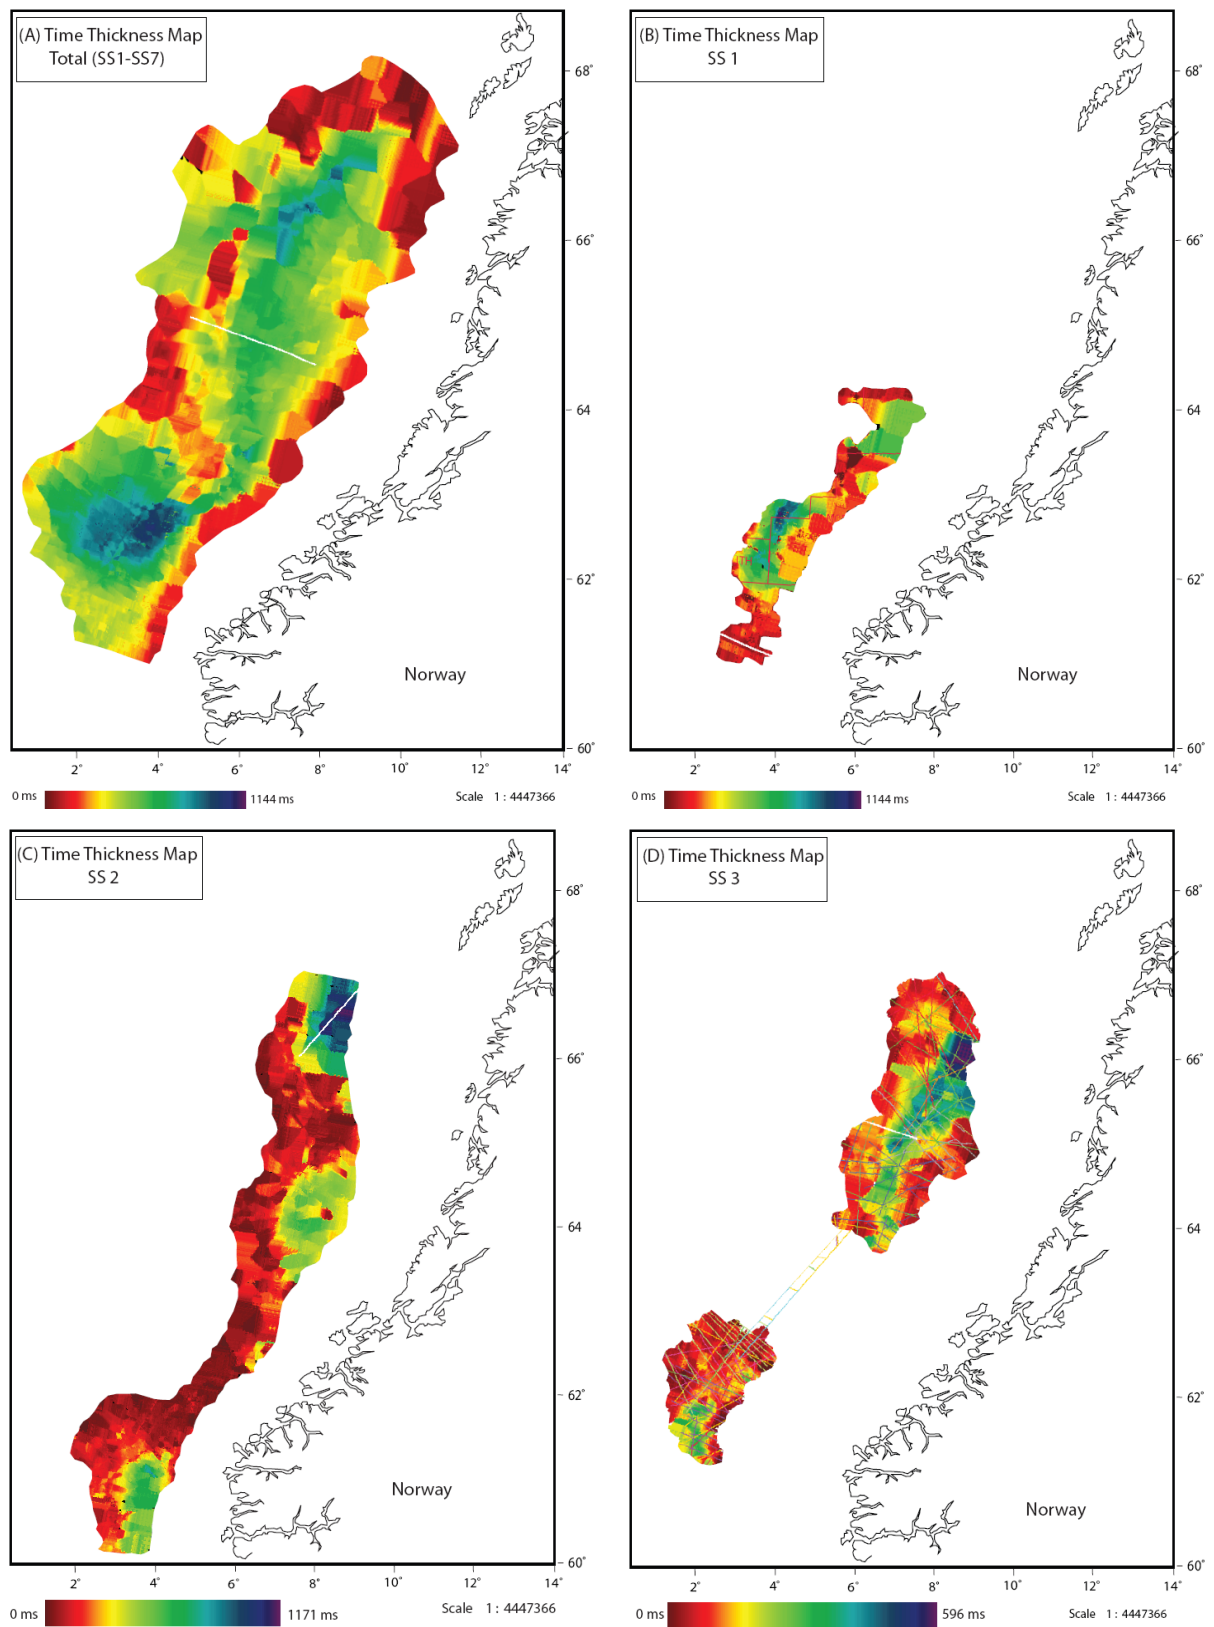 (A) Time Thickness Map
Total (SS1-SS7)
68°
66°
64°
62°
60°
Norway
2° 4° 6° 8° 10° 12° 14°
0 ms 1144 ms Scale 1 : 4447366
(B) Time Thickness Map
SS 1
68°
66°
64°
62°
60°
TH
Norway
2° 4° 6° 8° 10° 12° 14°
0 ms 1144 ms Scale 1 : 4447366
(C) Time Thickness Map
SS 2
68°
66°
64°
62°
60°
Norway
2° 4° 6° 8° 10° 12° 14°
0 ms 1171 ms Scale 1 : 4447366
(D) Time Thickness Map
SS 3
68°
66°
64°
62°
60°
Norway
2° 4° 6° 8° 10° 12° 14°
0 ms 596 ms Scale 1 : 4447366